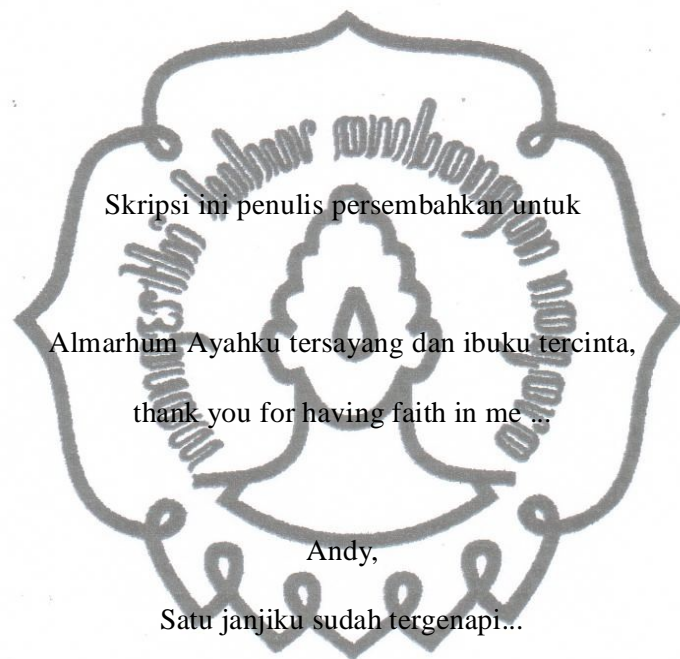 Skripsi ini penulis persembahkan untuk
Almarhum Ayahku tersayang dan ibuku tercinta,
thank you for having faith in me ...
Andy,
Satu janjiku sudah tergenapi...